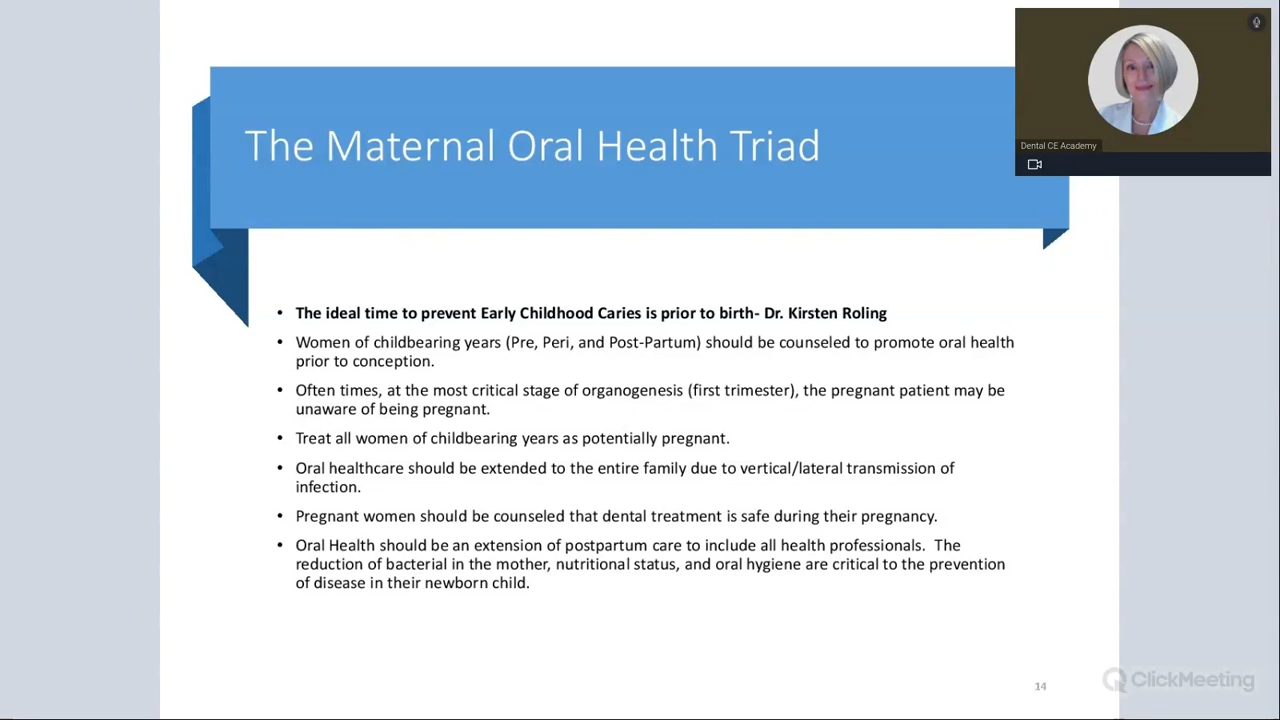 The Maternal Oral Health Triad
Dental CE Academy
• The ideal time to prevent Early Childhood Caries is prior to birth- Dr. Kirsten Roling
• Women of childbearing years (Pre, Peri, and Post-Partum) should be counseled to promote oral health
prior to conception.
• Often times, at the most critical stage of organogenesis (first trimester), the pregnant patient may be
unaware of being pregnant.
• Treat all women of childbearing years as potentially pregnant.
• Oral healthcare should be extended to the entire family due to vertical/lateral transmission of
infection.
• Pregnant women should be counseled that dental treatment is safe during their pregnancy.
• Oral Health should be an extension of postpartum care to include all health professionals.  The
reduction of bacterial in the mother, nutritional status, and oral hygiene are critical to the prevention
of disease in their newborn child.
14
ClickMeeting